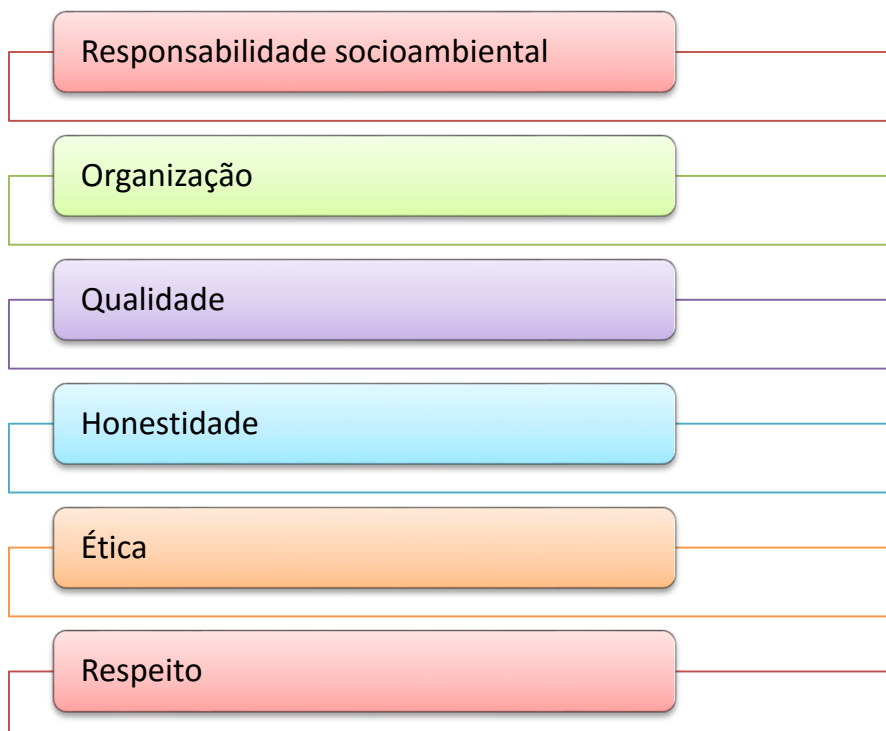 Responsabilidade socioambiental
Organização
Qualidade
Honestidade
Ética
Respeito